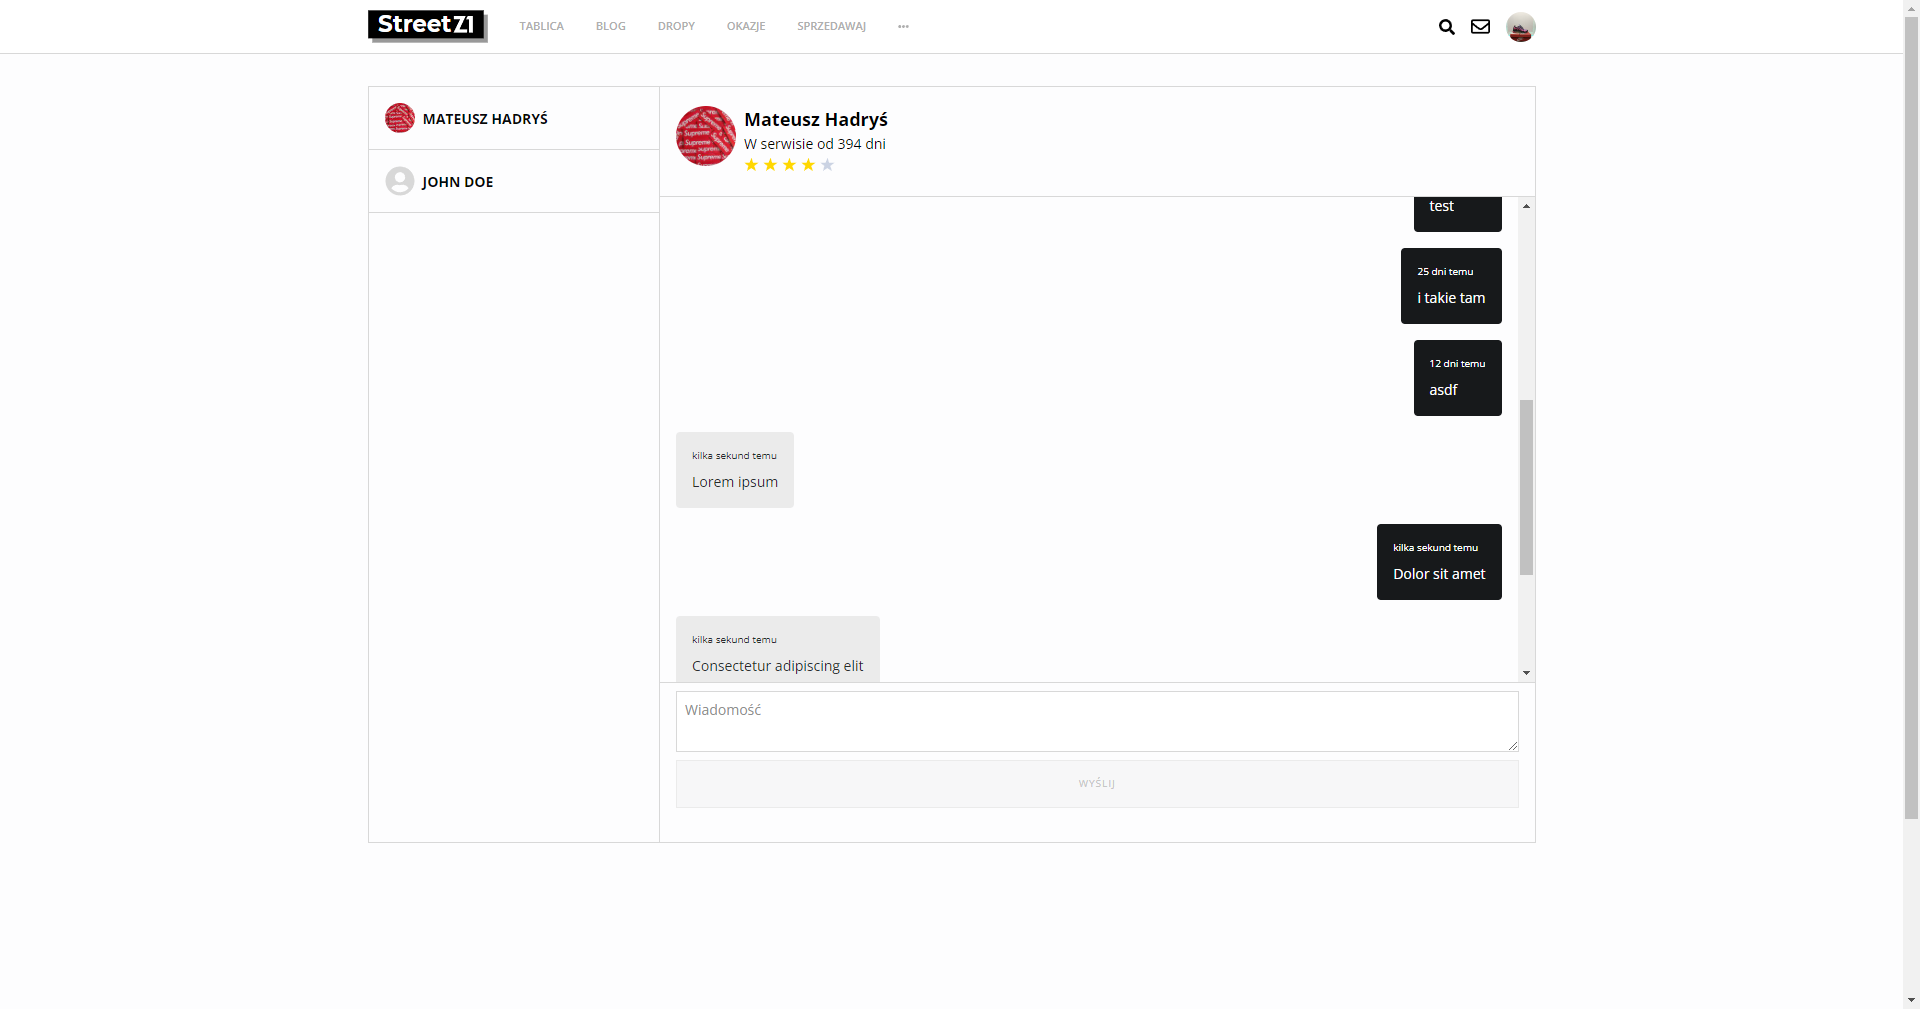 StreetZ1
TABLICA
BLOG
DROPY
OKAZJE
SPRZEDAWAJ
MATEUSZ HADRYŚ
JOHN DOE
Mateusz Hadryś
W serwisie od 394 dni
test
25 dni temu
i takie tam
12 dni temu
asdf
kilka sekund temu
Lorem ipsum
kilka sekund temu
Dolor sit amet
kilka sekund temu
Consectetur adipiscing elit
Wiadomość
WYŚLIJ
Supreme